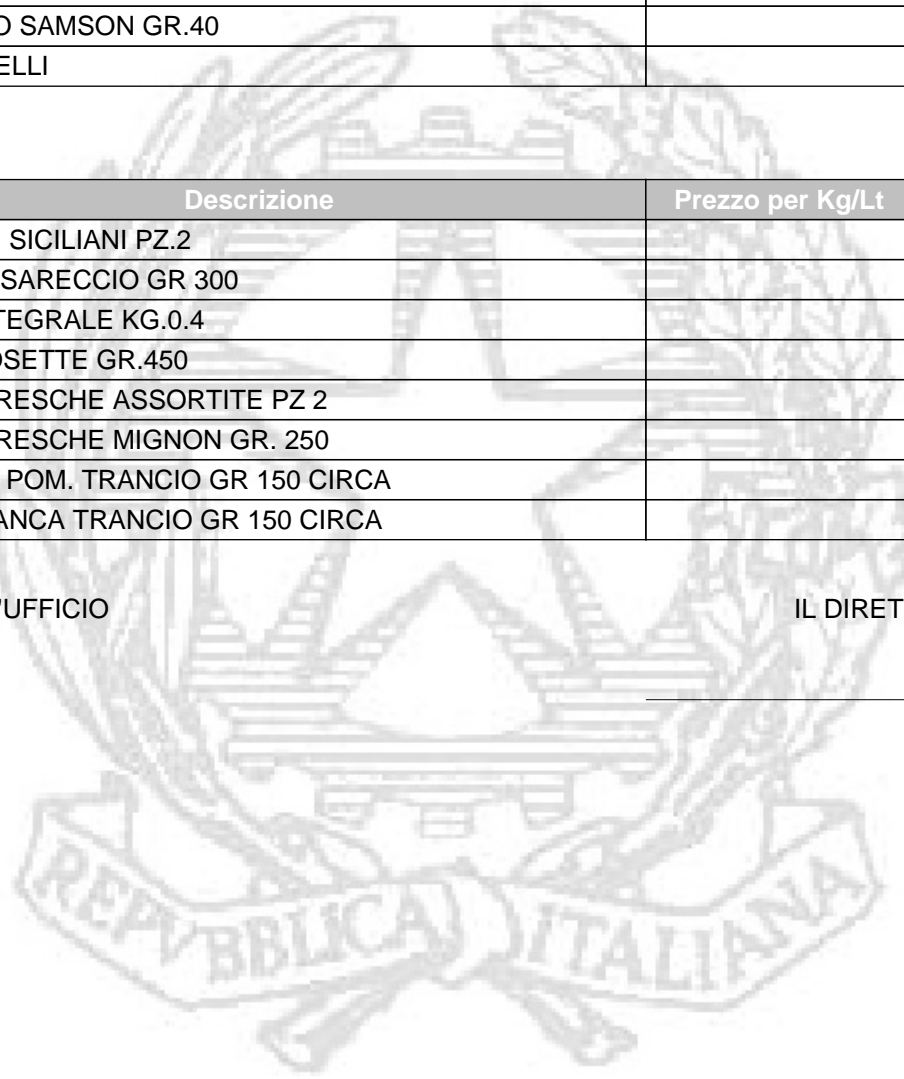 O SAMSON GR.40
ELLI
Descrizione Prezzo per Kg/Lt
SICILIANI PZ.2
SARECCIO GR 300
TEGRALE KG.0.4
OSETTE GR.450
RESCHE ASSORTITE PZ 2
RESCHE MIGNON GR. 250
POM. TRANCIO GR 150 CIRCA
ANCA TRANCIO GR 150 CIRCA
'UFFICIO IL DIRET
REPVBBLICA ITALIANA